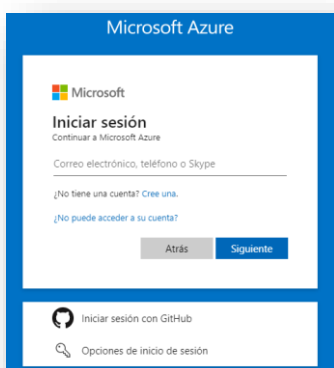 Microsoft Azure
Microsoft
Iniciar sesión
Continuar a Microsoft Azure
Correo electrónico, teléfono o Skype
¿No tiene una cuenta? Cree una.
¿No puede acceder a su cuenta?
Atrás Siguiente
Iniciar sesión con GitHub
Opciones de inicio de sesión